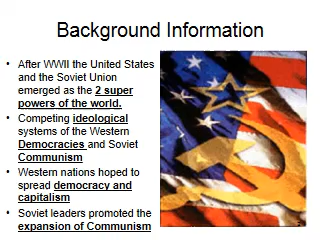 Background Information
• After WWII the United States
and the Soviet Union
emerged as the 2 super
powers of the world.
• Competing ideological
systems of the Western
Democracies and Soviet
Communism
• Western nations hoped to
spread democracy and
capitalism
• Soviet leaders promoted the
expansion of Communism